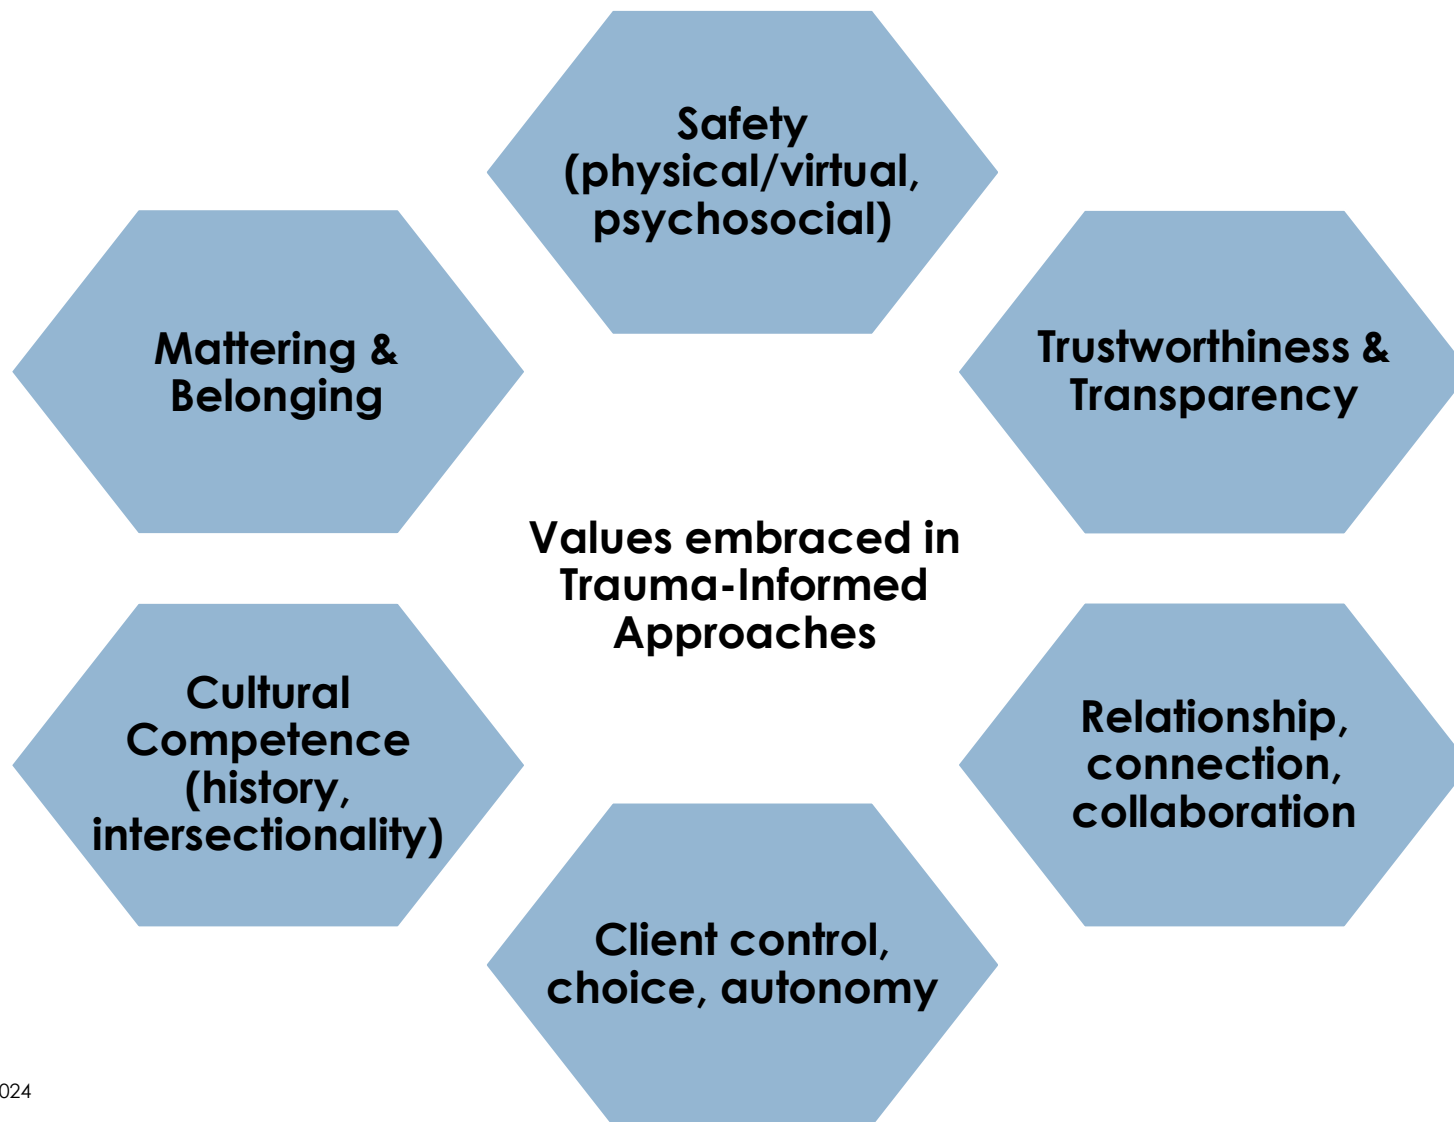 Safety
(physical/virtual,
psychosocial)
Trustworthiness &
Transparency
Relationship,
connection,
collaboration
Client control,
choice, autonomy
Cultural
Competence
(history,
intersectionality)
Mattering &
Belonging
Values embraced in
Trauma-Informed
Approaches
024